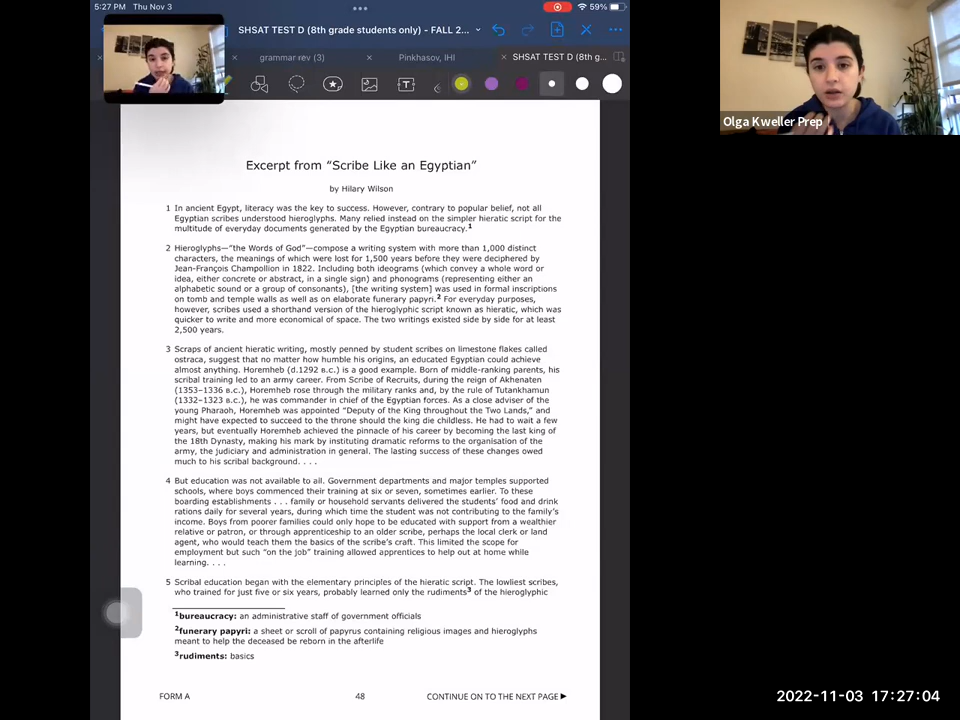 5:27 PM Thu Nov 3
59%
SHSAT TEST D (8th grade students only) - FALL 2...
grammar rev (3)
Pinkhasov, IHI
SHSAT TEST D (8th g...
Olga Kweller Prep
Excerpt from “Scribe Like an Egyptian”
by Hilary Wilson
1 In ancient Egypt, literacy was the key to success. However, contrary to popular belief, not all
Egyptian scribes understood hieroglyphs. Many relied instead on the simpler hieratic script for the
multitude of everyday documents generated by the Egyptian bureaucracy.1
2 Hieroglyphs—“the Words of God”—compose a writing system with more than 1,000 distinct
characters, the meanings of which were lost for 1,500 years before they were deciphered by
Jean-François Champollion in 1822. Including both ideograms (which convey a whole word or
idea, either concrete or abstract, in a single sign) and phonograms (representing either an
alphabetic sound or a group of consonants), [the writing system] was used in formal inscriptions
on tomb and temple walls as well as on elaborate funerary papyri.2 For everyday purposes,
however, scribes used a shorthand version of the hieroglyphic script known as hieratic, which was
quicker to write and more economical of space. The two writings existed side by side for at least
2,500 years.
3 Scraps of ancient hieratic writing, mostly penned by student scribes on limestone flakes called
ostraca, suggest that no matter how humble his origins, an educated Egyptian could achieve
almost anything. Horemheb (d.1292 B.C.) is a good example. Born of middle-ranking parents, his
scribal training led to an army career. From Scribe of Recruits, during the reign of Akhenaten
(1353–1336 B.C.), Horemheb rose through the military ranks and, by the rule of Tutankhamun
(1332–1323 B.C.), he was commander in chief of the Egyptian forces. As a close adviser of the
young Pharaoh, Horemheb was appointed “Deputy of the King throughout the Two Lands,” and
might have expected to succeed to the throne should the king die childless. He had to wait a few
years, but eventually Horemheb achieved the pinnacle of his career by becoming the last king of
the 18th Dynasty, making his mark by instituting dramatic reforms to the organisation of the
army, the judiciary and administration in general. The lasting success of these changes owed
much to his scribal background. . . .
4 But education was not available to all. Government departments and major temples supported
schools, where boys commenced their training at six or seven, sometimes earlier. To these
boarding establishments . . . family or household servants delivered the students’ food and drink
rations daily for several years, during which time the student was not contributing to the family’s
income. Boys from poorer families could only hope to be educated with support from a wealthier
relative or patron, or through apprenticeship to an older scribe, perhaps the local clerk or land
agent, who would teach them the basics of the scribe’s craft. This limited the scope for
employment but such “on the job” training allowed apprentices to help out at home while
learning. . . .
5 Scribal education began with the elementary principles of the hieratic script. The lowliest scribes,
who trained for just five or six years, probably learned only the rudiments3 of the hieroglyphic
1bureaucracy: an administrative staff of government officials
2funerary papyri: a sheet or scroll of papyrus containing religious images and hieroglyphs
meant to help the deceased be reborn in the afterlife
3rudiments: basics
FORM A
48
CONTINUE ON TO THE NEXT PAGE
2022-11-03 17:27:04